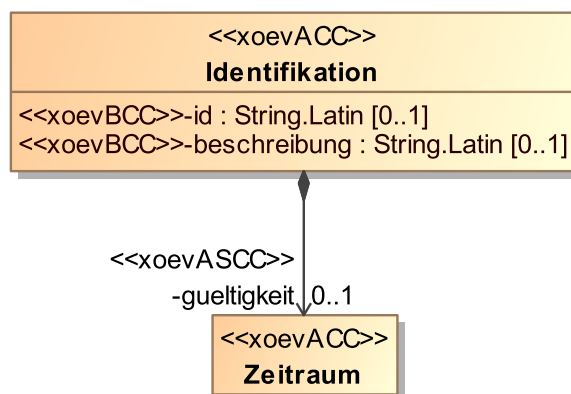 <<xoevACC>>
Identifikation
<<xoevBCC>>-id : String.Latin [0..1]
<<xoevBCC>>-beschreibung : String.Latin [0..1]
<<xoevASCC>>
-gueltigkeit 0..1
<<xoevACC>>
Zeitraum